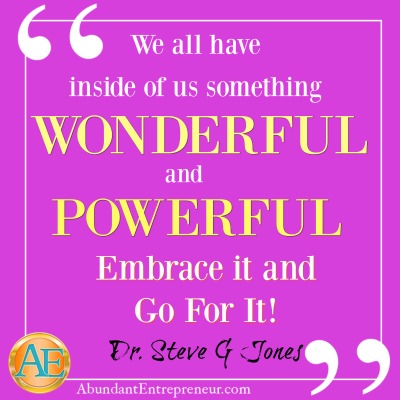 We all have
inside of us something
WONDERFUL
and
POWERFUL
Embrace it and
Go For It!
Dr. Steve G Jones
AE
AbundantEntrepreneur.com